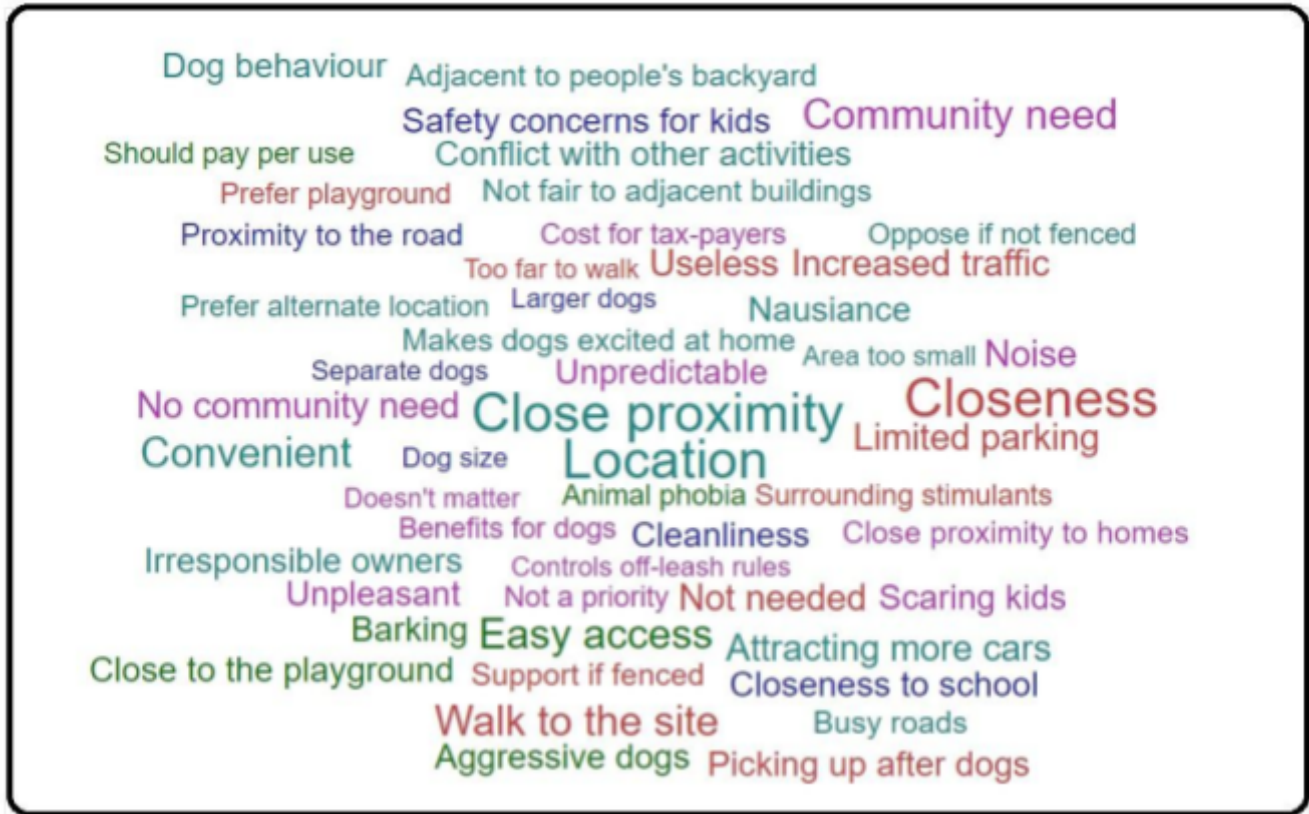 Dog behaviour Adjacent to people's backyard
Safety concerns for kids Community need
Should pay per use Conflict with other activities
Prefer playground Not fair to adjacent buildings
Proximity to the road Cost for tax-payers Oppose if not fenced
Too far to walk Useless Increased traffic
Prefer alternate location Larger dogs Nausiance
Makes dogs excited at home Area too small Noise
Separate dogs Unpredictable
No community need Close proximity Closeness
Limited parking
Convenient Dog size Location
Doesn't matter Animal phobia Surrounding stimulants
Benefits for dogs Cleanliness Close proximity to homes
Irresponsible owners Controls off-leash rules
Unpleasant Not a priority Not needed Scaring kids
Barking Easy access Attracting more cars
Close to the playground Support if fenced Closeness to school
Walk to the site Busy roads
Aggressive dogs Picking up after dogs